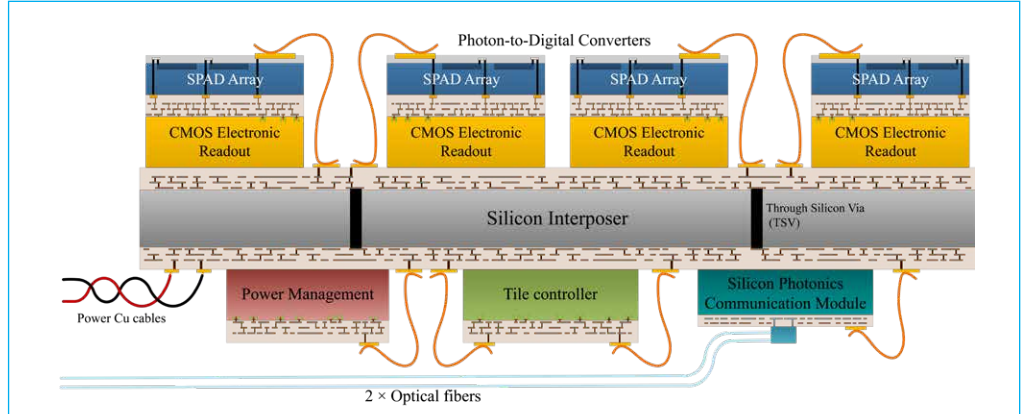 Photon-to-Digital Converters
SPAD Array
SPAD Array
SPAD Array
SPAD Array
CMOS Electronic
Readout
CMOS Electronic
Readout
CMOS Electronic
Readout
CMOS Electronic
Readout
Silicon Interposer
Through Silicon Via
(TSV)
Power Management
Tile controller
Silicon Photonics
Communication Module
Power Cu cables
2 × Optical fibers